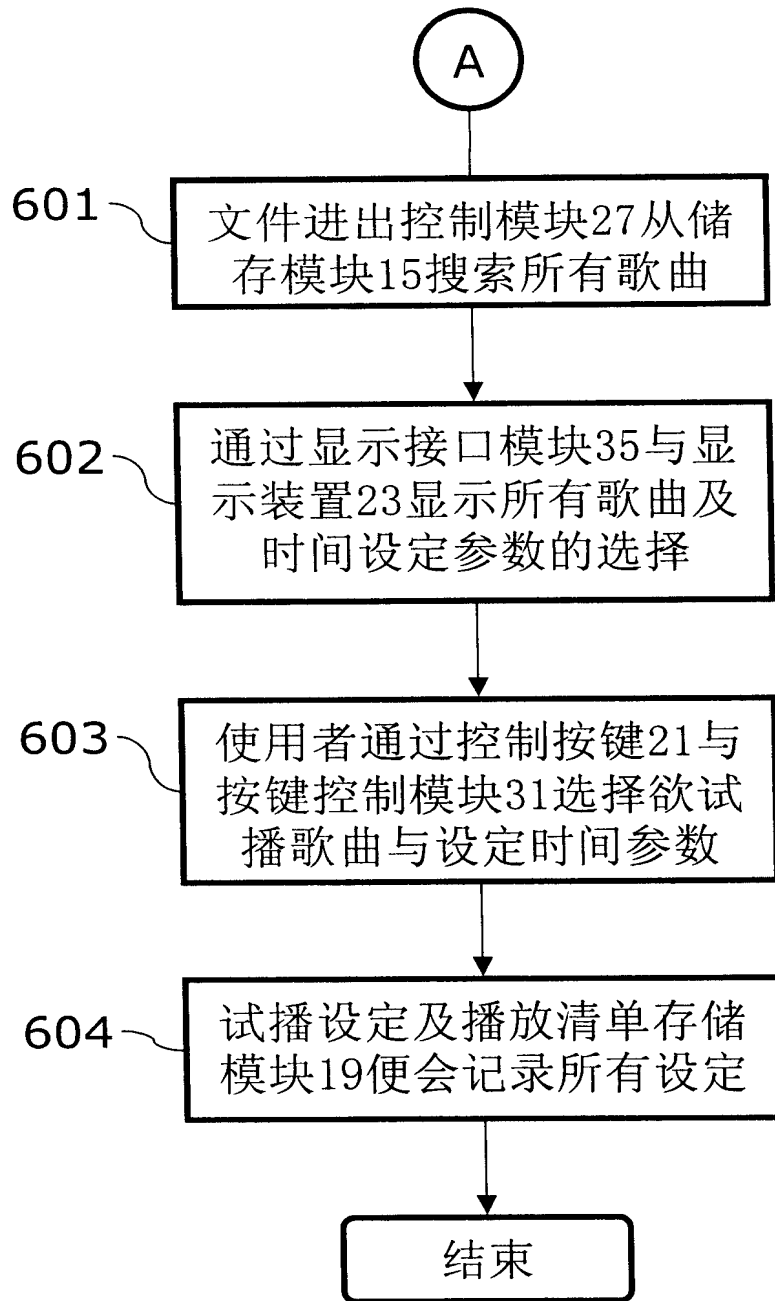 A
601
文件进出控制模块27从储
存模块15搜索所有歌曲
602
通过显示接口模块35与显
示装置23显示所有歌曲及
时间设定参数的选择
603
使用者通过控制按键21与
按键控制模块31选择欲试
播歌曲与设定时间参数
604
试播设定及播放清单存储
模块19便会记录所有设定
结束